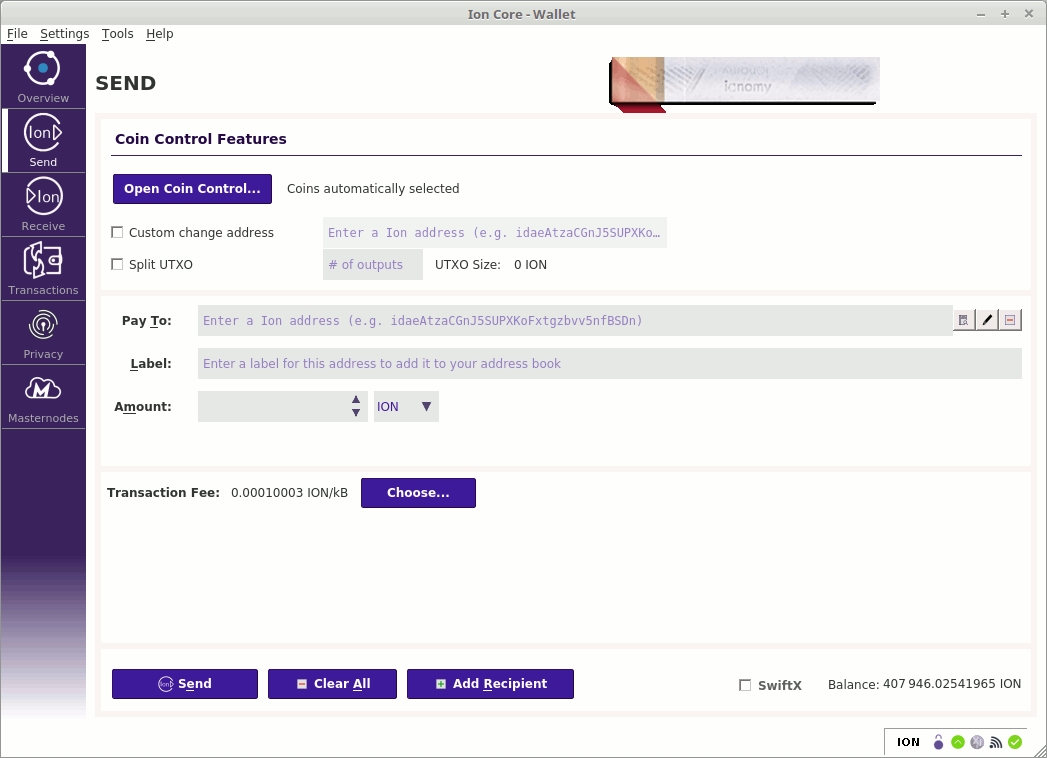 Ion Core - Wallet
File Settings Tools Help
Overview
Ion
Send
Ion
Receive
Transactions
Privacy
Masternodes
SEND
ionomy
Coin Control Features
Open Coin Control... Coins automatically selected
Custom change address Enter a Ion address (e.g. idaeAtzaCGnJ5SUPXKo…
Split UTXO # of outputs UTXO Size: 0 ION
Pay To: Enter a Ion address (e.g. idaeAtzaCGnJ5SUPXKoFxtgzbvv5nfBSDn)
Label: Enter a label for this address to add it to your address book
Amount: ION
Transaction Fee: 0.00010003 ION/kB Choose...
Send Clear All Add Recipient SwiftX Balance: 407 946.02541965 ION
ION